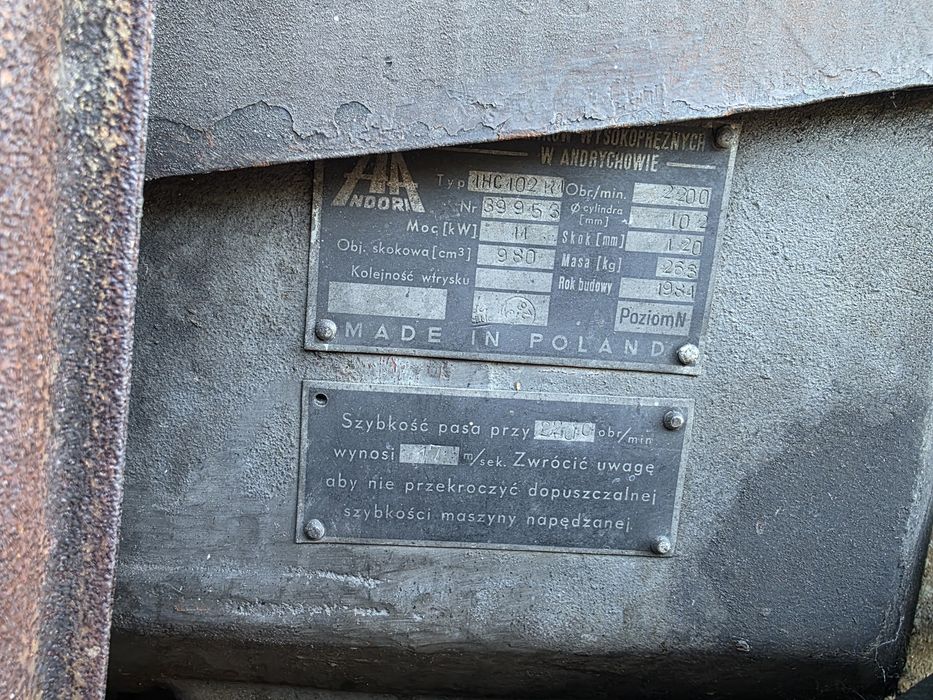 WYSOKOPRĘŻNYCH
W ANDRYCHOWIE
ANDORIA
Typ 1HC102 Obr/min. 2200
Nr 39953 Ø cylindra [mm] 102
Moc [kW] 11 Skok [mm] 120
Obj. skokowa [cm³] 980 Masa [kg] 263
Kolejność wtrysku Rok budowy 1984
Poziom N
MADE IN POLAND
Szybkość pasa przy obr/min
wynosi 17 m/sek. Zwrócić uwagę
aby nie przekroczyć dopuszczalnej
szybkości maszyny napędzanej